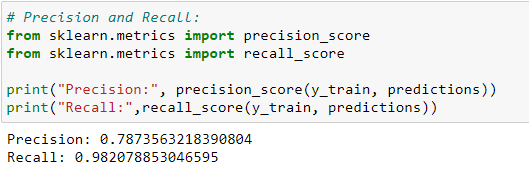 # Precision and Recall:
from sklearn.metrics import precision_score
from sklearn.metrics import recall_score
print("Precision:", precision_score(y_train, predictions))
print("Recall:",recall_score(y_train, predictions))
Precision: 0.7873563218390804
Recall: 0.982078853046595